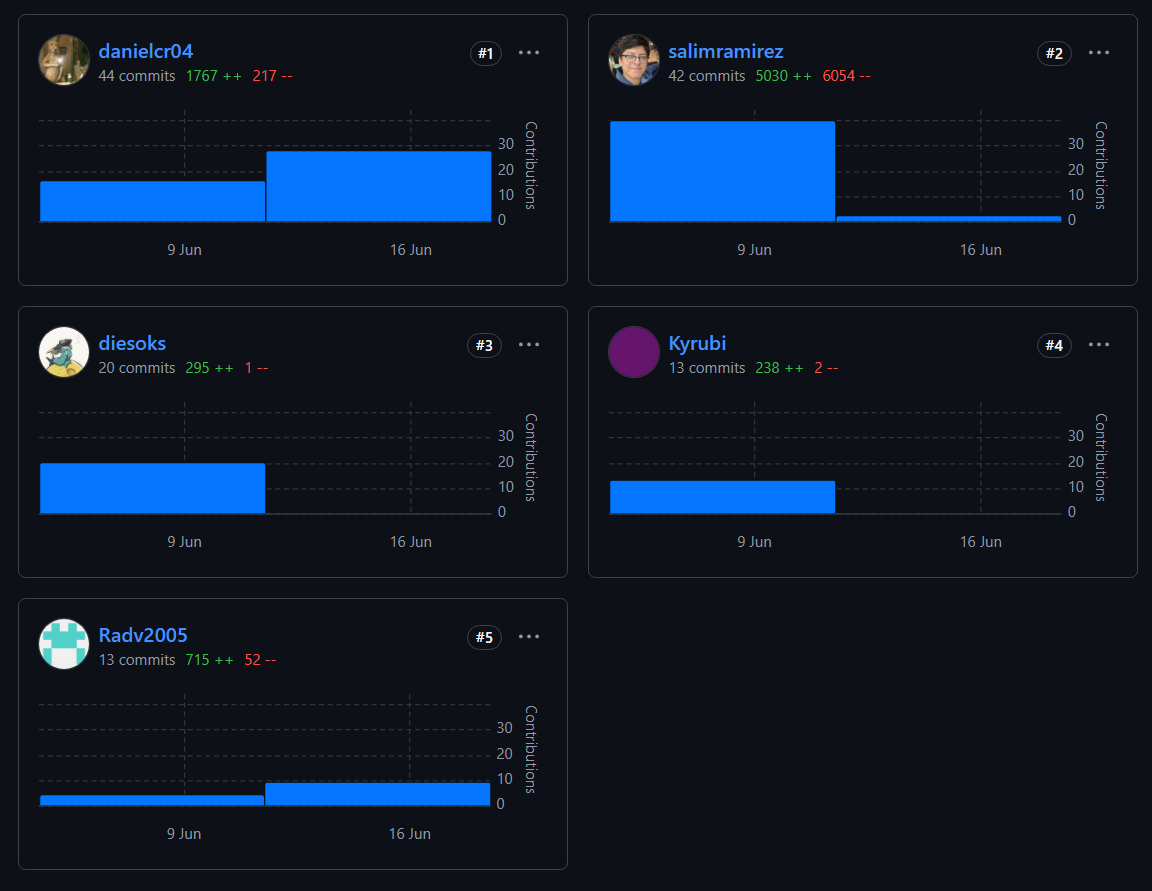 danielcr04
#1
44 commits 1767 ++ 217 --
30
20
10
0
Contributions
9 Jun
16 Jun
salimramirez
#2
42 commits 5030 ++ 6054 --
30
20
10
0
Contributions
9 Jun
16 Jun
diesoks
#3
20 commits 295 ++ 1 --
30
20
10
0
Contributions
9 Jun
16 Jun
Kyrubi
#4
13 commits 238 ++ 2 --
30
20
10
0
Contributions
9 Jun
16 Jun
Radv2005
#5
13 commits 715 ++ 52 --
30
20
10
0
Contributions
9 Jun
16 Jun